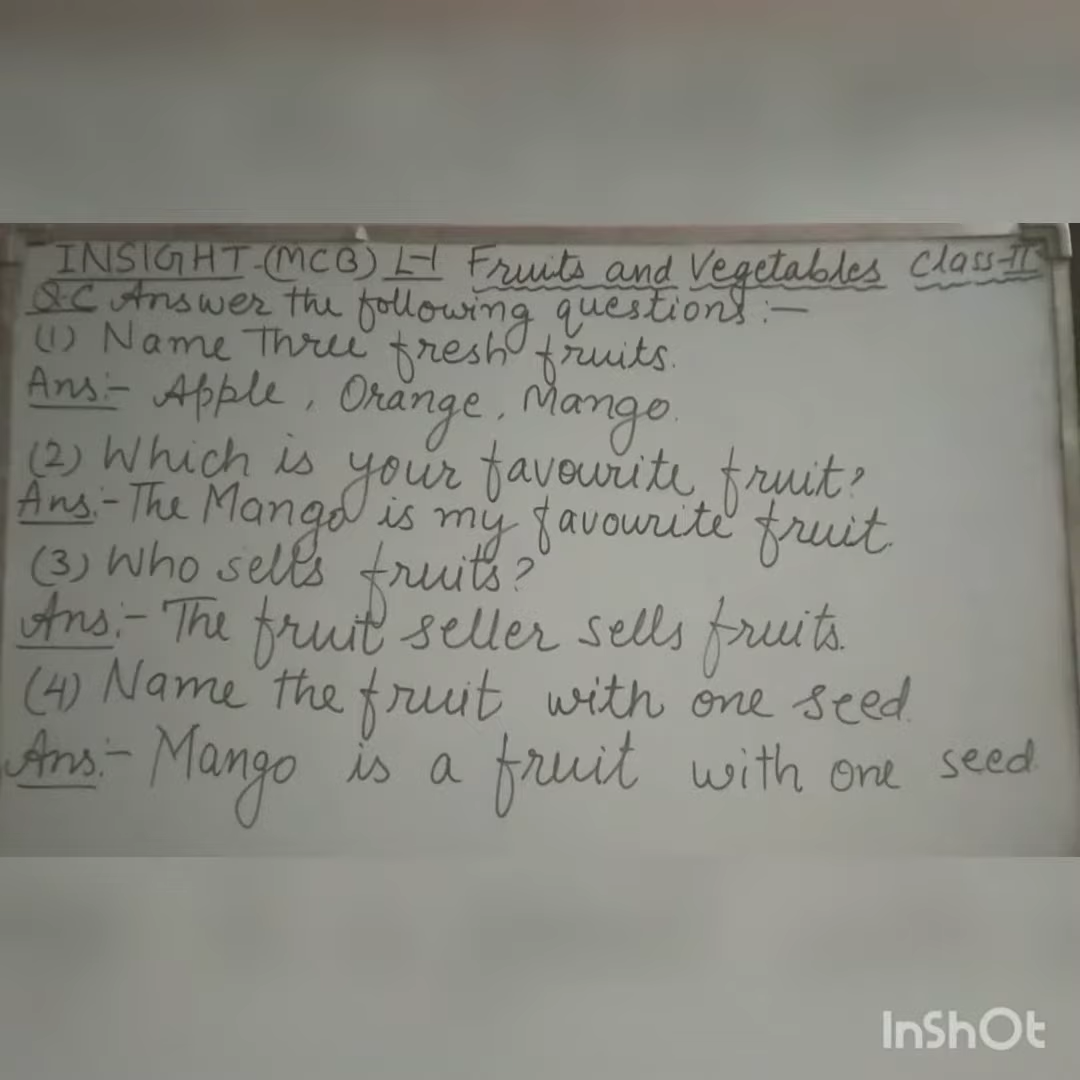 INSIGHT-(MCB) L-1 Fruits and Vegetables Class-II
Q.C Answer the following questions:-
(1) Name Three fresh fruits.
Ans:- Apple, Orange, Mango.
(2) Which is your favourite fruit?
Ans:- The Mango is my favourite fruit.
(3) Who sells fruits?
Ans:- The fruit seller sells fruits.
(4) Name the fruit with one seed.
Ans:- Mango is a fruit with one seed.
InShOt